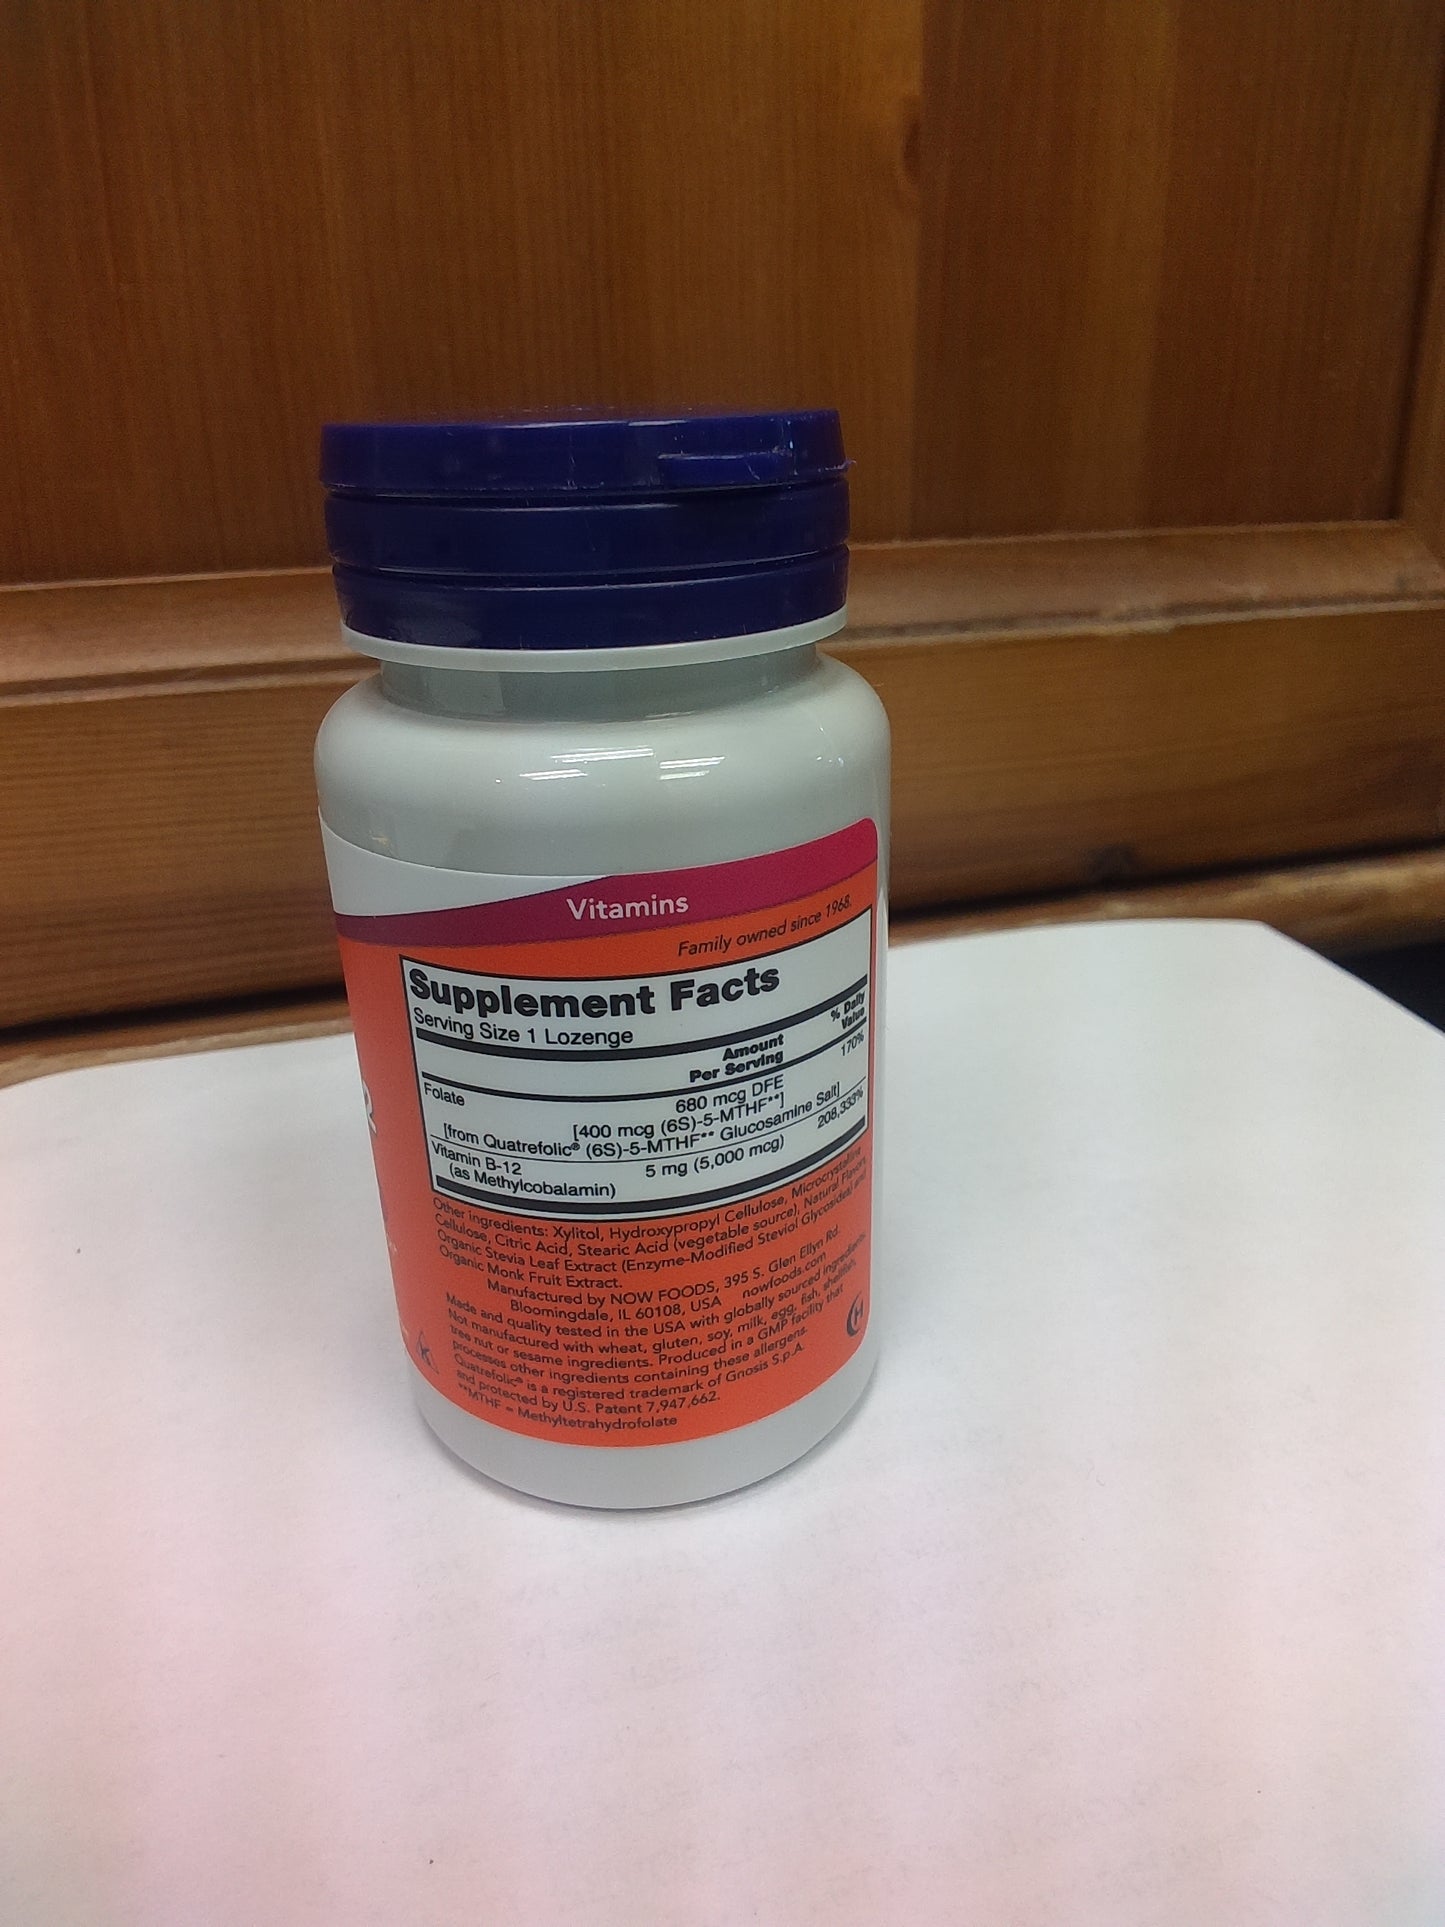 Vitamins
Family owned since 1968.
Supplement Facts
Serving Size 1 Lozenge
Amount Per Serving
% Daily Value
Folate 680 mcg DFE 170%
[400 mcg (6S)-5-MTHF**]
[from Quatrefolic® (6S)-5-MTHF** Glucosamine Salt]
Vitamin B-12 5 mg (5,000 mcg) 208,333%
(as Methylcobalamin)
Other ingredients: Xylitol, Hydroxypropyl Cellulose, Microcrystalline
Cellulose, Citric Acid, Stearic Acid (vegetable source), Natural Flavors,
Organic Stevia Leaf Extract (Enzyme-Modified Steviol Glycosides) and
Organic Monk Fruit Extract.
Manufactured by NOW FOODS, 395 S. Glen Ellyn Rd.
Bloomingdale, IL 60108, USA nowfoods.com
Made and quality tested in the USA with globally sourced ingredients.
Not manufactured with wheat, gluten, soy, milk, egg, fish, shellfish,
tree nut or sesame ingredients. Produced in a GMP facility that
processes other ingredients containing these allergens.
Quatrefolic® is a registered trademark of Gnosis S.p.A.
and protected by U.S. Patent 7,947,662.
**MTHF = Methyltetrahydrofolate